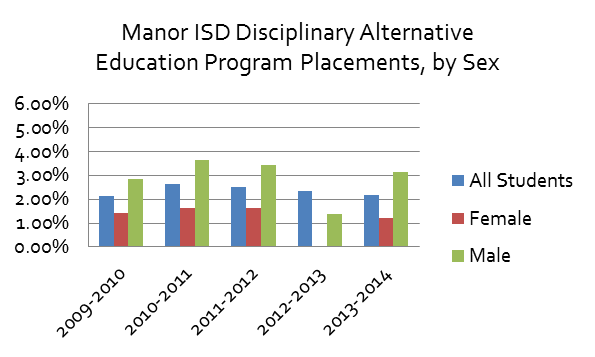 Manor ISD Disciplinary Alternative
Education Program Placements, by Sex
6.00%
5.00%
4.00%
3.00%
2.00%
1.00%
0.00%
All Students
Female
Male
2009-2010
2010-2011
2011-2012
2012-2013
2013-2014